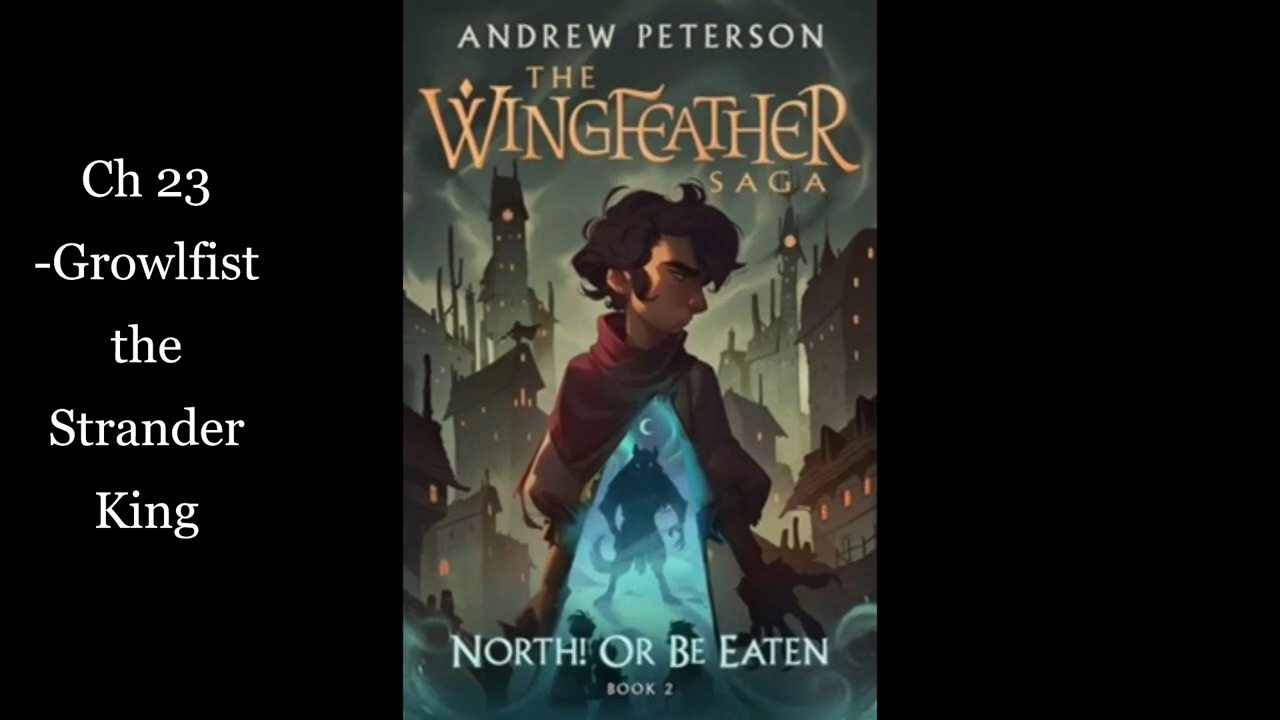 Ch 23
-Growlfist
the
Strander
King
ANDREW PETERSON
THE
WINGFEATHER
SAGA
NORTH! OR BE EATEN
BOOK 2